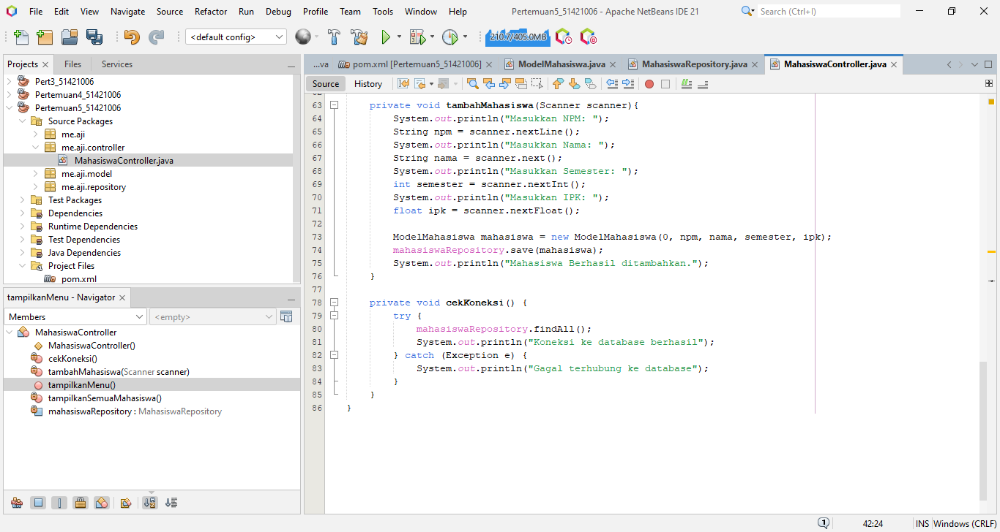 File Edit View Navigate Source Refactor Run Debug Profile Team Tools Window Help
Pertemuan5_51421006 - Apache NetBeans IDE 21
Search (Ctrl+I)
<default config>
210.7/405.0MB
Projects Files Services
...va pom.xml [Pertemuan5_51421006] ModelMahasiswa.java MahasiswaRepository.java MahasiswaController.java
Source History
Pert3_51421006
Pertemuan4_51421006
Pertemuan5_51421006
Source Packages
me.aji
me.aji.controller
MahasiswaController.java
me.aji.model
me.aji.repository
Test Packages
Dependencies
Runtime Dependencies
Test Dependencies
Java Dependencies
Project Files
pom.xml
tampilkanMenu - Navigator
Members
<empty>
MahasiswaController
MahasiswaController()
cekKoneksi()
tambahMahasiswa(Scanner scanner)
tampilkanMenu()
tampilkanSemuaMahasiswa()
mahasiswaRepository : MahasiswaRepository
62
63 private void tambahMahasiswa(Scanner scanner){
64 System.out.println("Masukkan NPM: ");
65 String npm = scanner.nextLine();
66 System.out.println("Masukkan Nama: ");
67 String nama = scanner.next();
68 System.out.println("Masukkan Semester: ");
69 int semester = scanner.nextInt();
70 System.out.println("Masukkan IPK: ");
71 float ipk = scanner.nextFloat();
72
73 ModelMahasiswa mahasiswa = new ModelMahasiswa(0, npm, nama, semester, ipk);
74 mahasiswaRepository.save(mahasiswa);
75 System.out.println("Mahasiswa Berhasil ditambahkan.");
76 }
77
78 private void cekKoneksi() {
79 try {
80 mahasiswaRepository.findAll();
81 System.out.println("Koneksi ke database berhasil");
82 } catch (Exception e) {
83 System.out.println("Gagal terhubung ke database");
84 }
85 }
86 }
1
42:24
INS
Windows (CRLF)